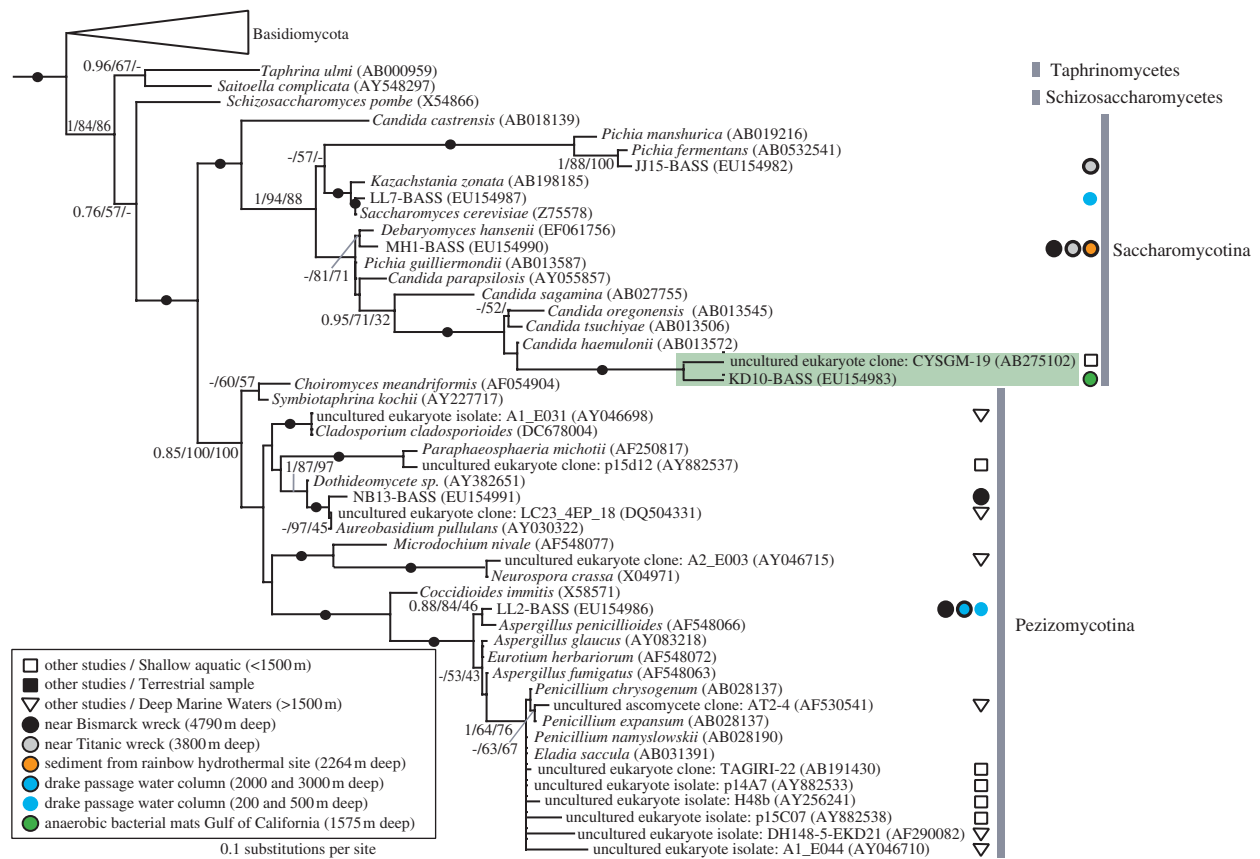 Basidiomycota
0.96/67/-
Taphrina ulmi (AB000959)
Saitoella complicata (AY548297)
Schizosaccharomyces pombe (X54866)
Taphrinomycetes
Schizosaccharomycetes
1/84/86
Candida castrensis (AB018139)
Pichia manshurica (AB019216)
-/57/-
Pichia fermentans (AB0532541)
1/88/100
JJ15-BASS (EU154982)
Kazachstania zonata (AB198185)
LL7-BASS (EU154987)
0.76/57/-
1/94/88
Saccharomyces cerevisiae (Z75578)
Debaryomyces hansenii (EF061756)
MH1-BASS (EU154990)
Saccharomycotina
Pichia guilliermondii (AB013587)
-/81/71
Candida parapsilosis (AY055857)
Candida sagamina (AB027755)
-/52/
Candida oregonensis (AB013545)
0.95/71/32
Candida tsuchiyae (AB013506)
Candida haemulonii (AB013572)
uncultured eukaryote clone: CYSGM-19 (AB275102)
KD10-BASS (EU154983)
-/60/57
Choiromyces meandriformis (AF054904)
Symbiotaphrina kochii (AY227717)
uncultured eukaryote isolate: A1_E031 (AY046698)
Cladosporium cladosporioides (DC678004)
0.85/100/100
Paraphaeosphaeria michotii (AF250817)
1/87/97
uncultured eukaryote clone: p15d12 (AY882537)
Dothideomycete sp. (AY382651)
NB13-BASS (EU154991)
uncultured eukaryote clone: LC23_4EP_18 (DQ504331)
-/97/45
Aureobasidium pullulans (AY030322)
Microdochium nivale (AF548077)
uncultured eukaryote clone: A2_E003 (AY046715)
Neurospora crassa (X04971)
Coccidioides immitis (X58571)
0.88/84/46
LL2-BASS (EU154986)
Aspergillus penicillioides (AF548066)
Pezizomycotina
Aspergillus glaucus (AY083218)
Eurotium herbariorum (AF548072)
-/53/43
Aspergillus fumigatus (AF548063)
Penicillium chrysogenum (AB028137)
uncultured ascomycete clone: AT2-4 (AF530541)
Penicillium expansum (AB028137)
1/64/76
Penicillium namyslowskii (AB028190)
-/63/67
Eladia saccula (AB031391)
uncultured eukaryote clone: TAGIRI-22 (AB191430)
uncultured eukaryote isolate: p14A7 (AY882533)
uncultured eukaryote isolate: H48b (AY256241)
uncultured eukaryote isolate: p15C07 (AY882538)
uncultured eukaryote isolate: DH148-5-EKD21 (AF290082)
uncultured eukaryote isolate: A1_E044 (AY046710)
other studies / Shallow aquatic (<1500 m)
other studies / Terrestrial sample
other studies / Deep Marine Waters (>1500 m)
near Bismarck wreck (4790 m deep)
near Titanic wreck (3800 m deep)
sediment from rainbow hydrothermal site (2264 m deep)
drake passage water column (2000 and 3000 m deep)
drake passage water column (200 and 500 m deep)
anaerobic bacterial mats Gulf of California (1575 m deep)
0.1 substitutions per site